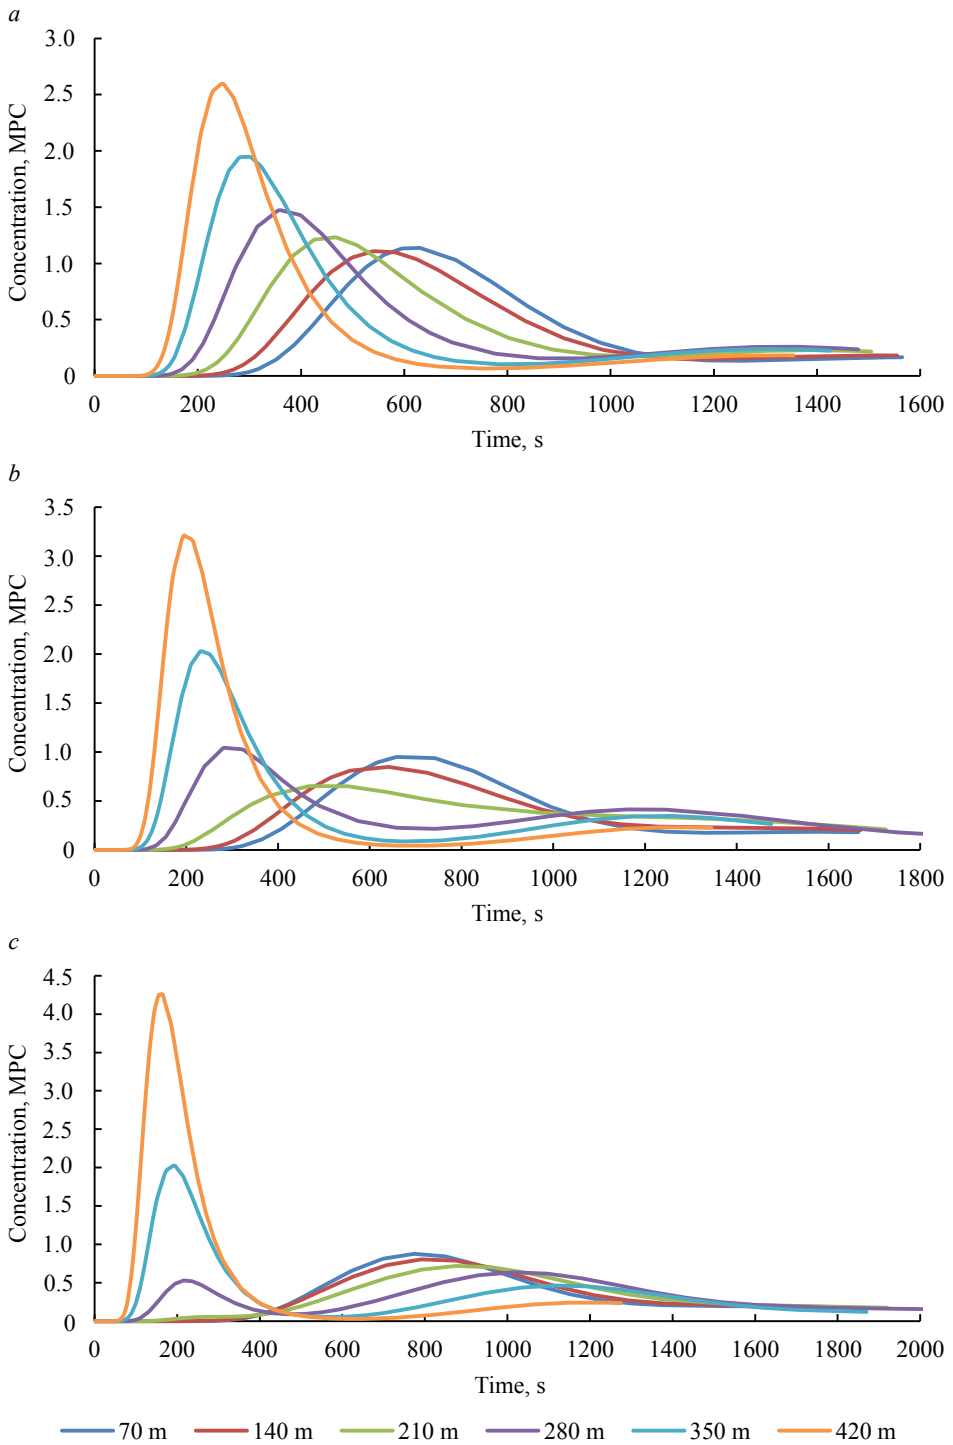 a
3.0
2.5
2.0
1.5
1.0
0.5
0
Concentration, MPC
0 200 400 600 800 1000 1200 1400 1600
Time, s
b
3.5
3.0
2.5
2.0
1.5
1.0
0.5
0
Concentration, MPC
0 200 400 600 800 1000 1200 1400 1600 1800
Time, s
c
4.5
4.0
3.5
3.0
2.5
2.0
1.5
1.0
0.5
0
Concentration, MPC
0 200 400 600 800 1000 1200 1400 1600 1800 2000
Time, s
70 m 140 m 210 m 280 m 350 m 420 m